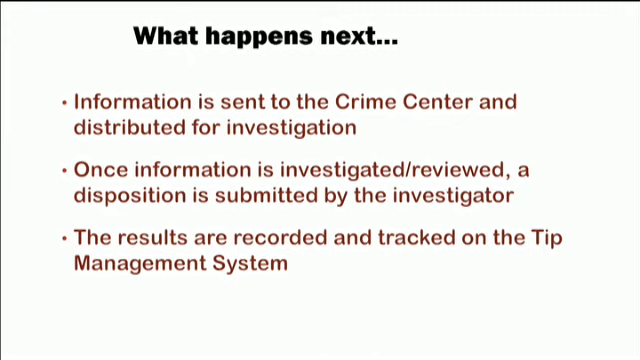 What happens next...
• Information is sent to the Crime Center and
distributed for investigation
• Once information is investigated/reviewed, a
disposition is submitted by the investigator
• The results are recorded and tracked on the Tip
Management System